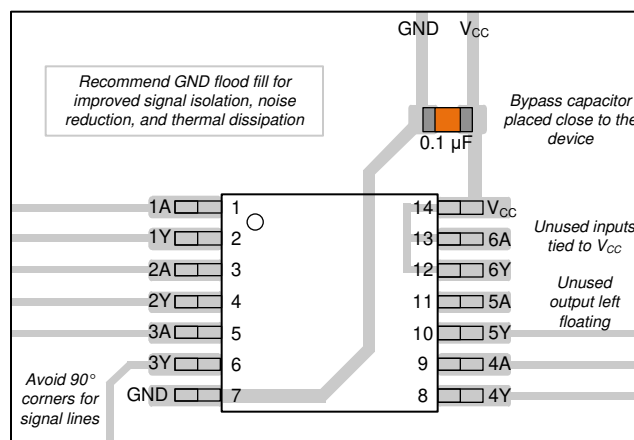 GND VCC
Recommend GND flood fill for
improved signal isolation, noise
reduction, and thermal dissipation
Bypass capacitor
placed close to the
device
0.1 µF
1A 1 14 VCC
1Y 2 13 6A
2A 3 12 6Y
2Y 4 11 5A
3A 5 10 5Y
3Y 6 9 4A
GND 7 8 4Y
Unused inputs
tied to VCC
Unused
output left
floating
Avoid 90°
corners for
signal lines